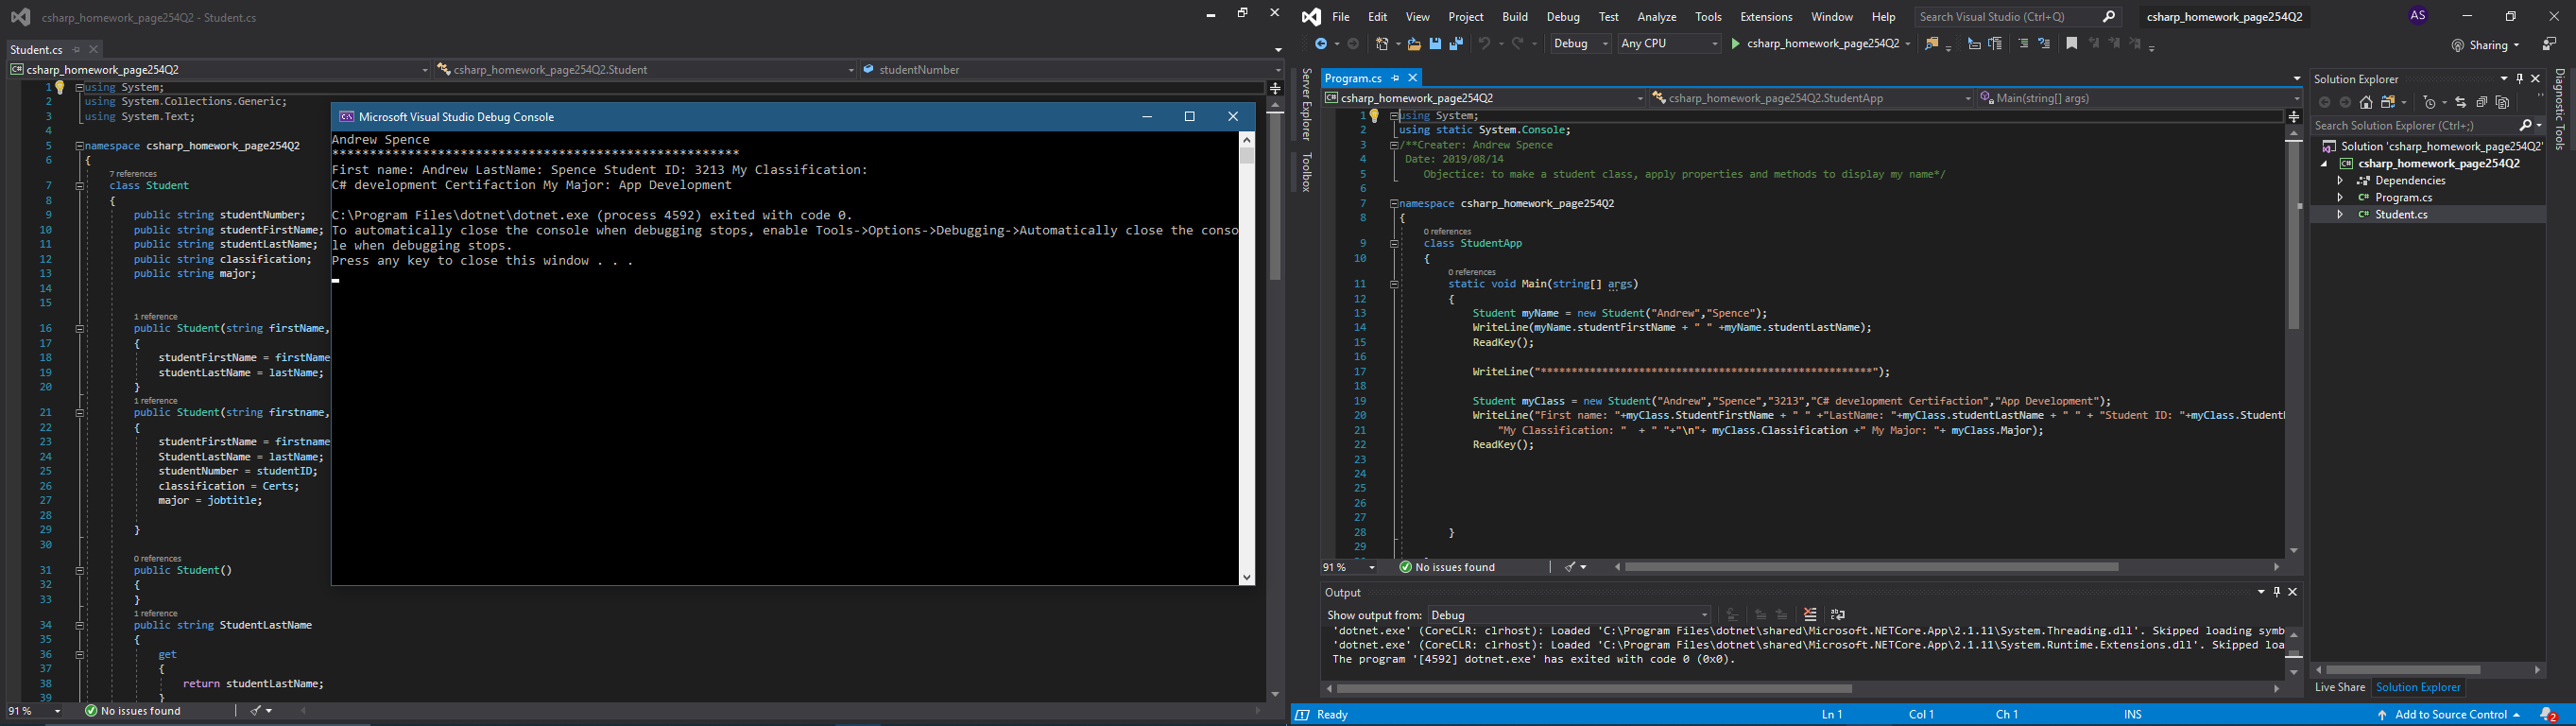 csharp_homework_page254Q2 - Student.cs
Student.cs
csharp_homework_page254Q2
csharp_homework_page254Q2.Student
studentNumber
1 using System;
2 using System.Collections.Generic;
3 using System.Text;
4
5 namespace csharp_homework_page254Q2
6 {
7 references
7 class Student
8 {
9 public string studentNumber;
10 public string studentFirstName;
11 public string studentLastName;
12 public string classification;
13 public string major;
14
15
1 reference
16 public Student(string firstName,
17 {
18 studentFirstName = firstName
19 studentLastName = lastName;
20 }
1 reference
21 public Student(string firstname,
22 {
23 studentFirstName = firstname
24 StudentLastName = lastName;
25 studentNumber = studentID;
26 classification = Certs;
27 major = jobtitle;
28
29 }
30
0 references
31 public Student()
32 {
33 }
1 reference
34 public string StudentLastName
35 {
36 get
37 {
38 return studentLastName;
39 }
91 %
No issues found
Microsoft Visual Studio Debug Console
Andrew Spence
******************************************************
First name: Andrew LastName: Spence Student ID: 3213 My Classification:
C# development Certifaction My Major: App Development
C:\Program Files\dotnet\dotnet.exe (process 4592) exited with code 0.
To automatically close the console when debugging stops, enable Tools->Options->Debugging->Automatically close the conso
le when debugging stops.
Press any key to close this window . . .
File Edit View Project Build Debug Test Analyze Tools Extensions Window Help
Search Visual Studio (Ctrl+Q)
csharp_homework_page254Q2
AS
Debug
Any CPU
csharp_homework_page254Q2
Sharing
Server Explorer
Toolbox
Program.cs
csharp_homework_page254Q2
csharp_homework_page254Q2.StudentApp
Main(string[] args)
1 using System;
2 using static System.Console;
3 /**Creater: Andrew Spence
4 Date: 2019/08/14
5 Objectice: to make a student class, apply properties and methods to display my name*/
6
7 namespace csharp_homework_page254Q2
8 {
0 references
9 class StudentApp
10 {
0 references
11 static void Main(string[] args)
12 {
13 Student myName = new Student("Andrew","Spence");
14 WriteLine(myName.studentFirstName + " " +myName.studentLastName);
15 ReadKey();
16
17 WriteLine("******************************************************");
18
19 Student myClass = new Student("Andrew","Spence","3213","C# development Certifaction","App Development");
20 WriteLine("First name: "+myClass.StudentFirstName + " " +"LastName: "+myClass.studentLastName + " " + "Student ID: "+myClass.Student
21 "My Classification: " + " "+"\n"+ myClass.Classification +" My Major: "+ myClass.Major);
22 ReadKey();
23
24
25
26
27
28 }
29
91 %
No issues found
Output
Show output from: Debug
'dotnet.exe' (CoreCLR: clrhost): Loaded 'C:\Program Files\dotnet\shared\Microsoft.NETCore.App\2.1.11\System.Threading.dll'. Skipped loading symb
'dotnet.exe' (CoreCLR: clrhost): Loaded 'C:\Program Files\dotnet\shared\Microsoft.NETCore.App\2.1.11\System.Runtime.Extensions.dll'. Skipped loa
The program '[4592] dotnet.exe' has exited with code 0 (0x0).
Solution Explorer
Search Solution Explorer (Ctrl+;)
Solution 'csharp_homework_page254Q2'
csharp_homework_page254Q2
Dependencies
C# Program.cs
C# Student.cs
Diagnostic Tools
Live Share
Solution Explorer
Ready
Ln 1
Col 1
Ch 1
INS
Add to Source Control
2